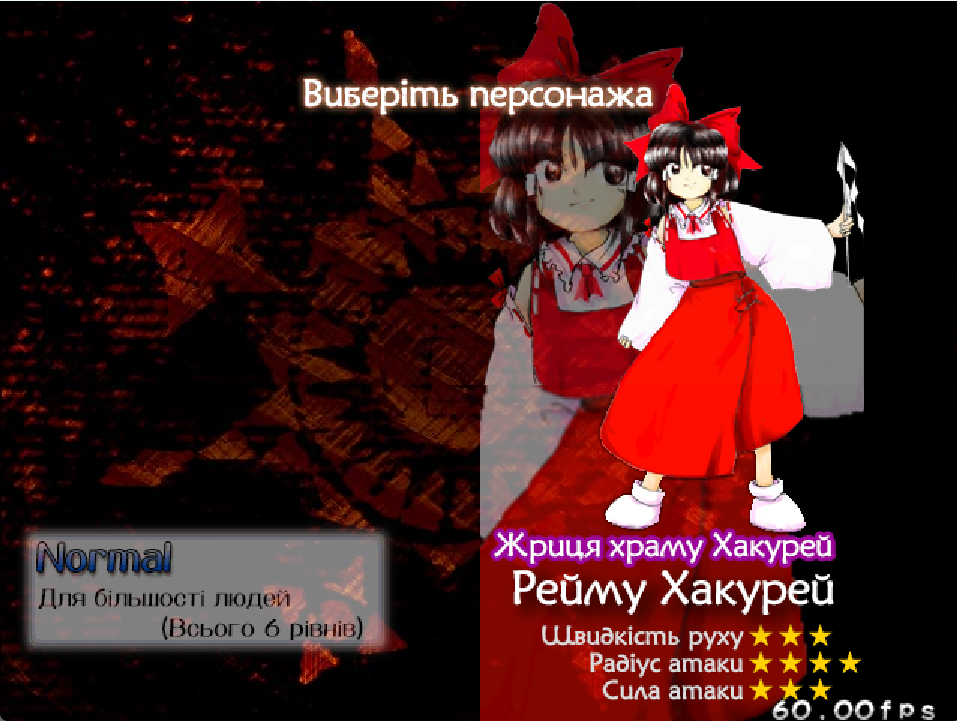 Виберіть персонажа
Normal
Для більшості людей
(Всього 6 рівнів)
Жриця храму Хакурей
Рейму Хакурей
Швидкість руху ★★★
Радіус атаки ★★★★
Сила атаки ★★★
60.00fps